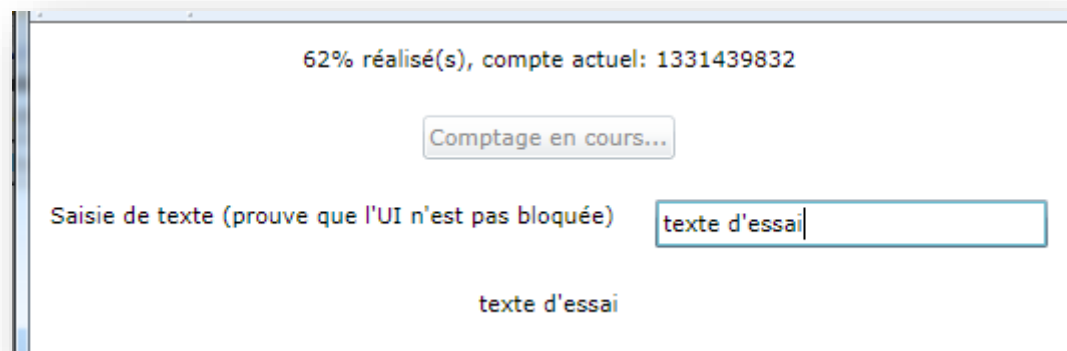 62% réalisé(s), compte actuel: 1331439832
Comptage en cours...
Saisie de texte (prouve que l'UI n'est pas bloquée) texte d'essai
texte d'essai